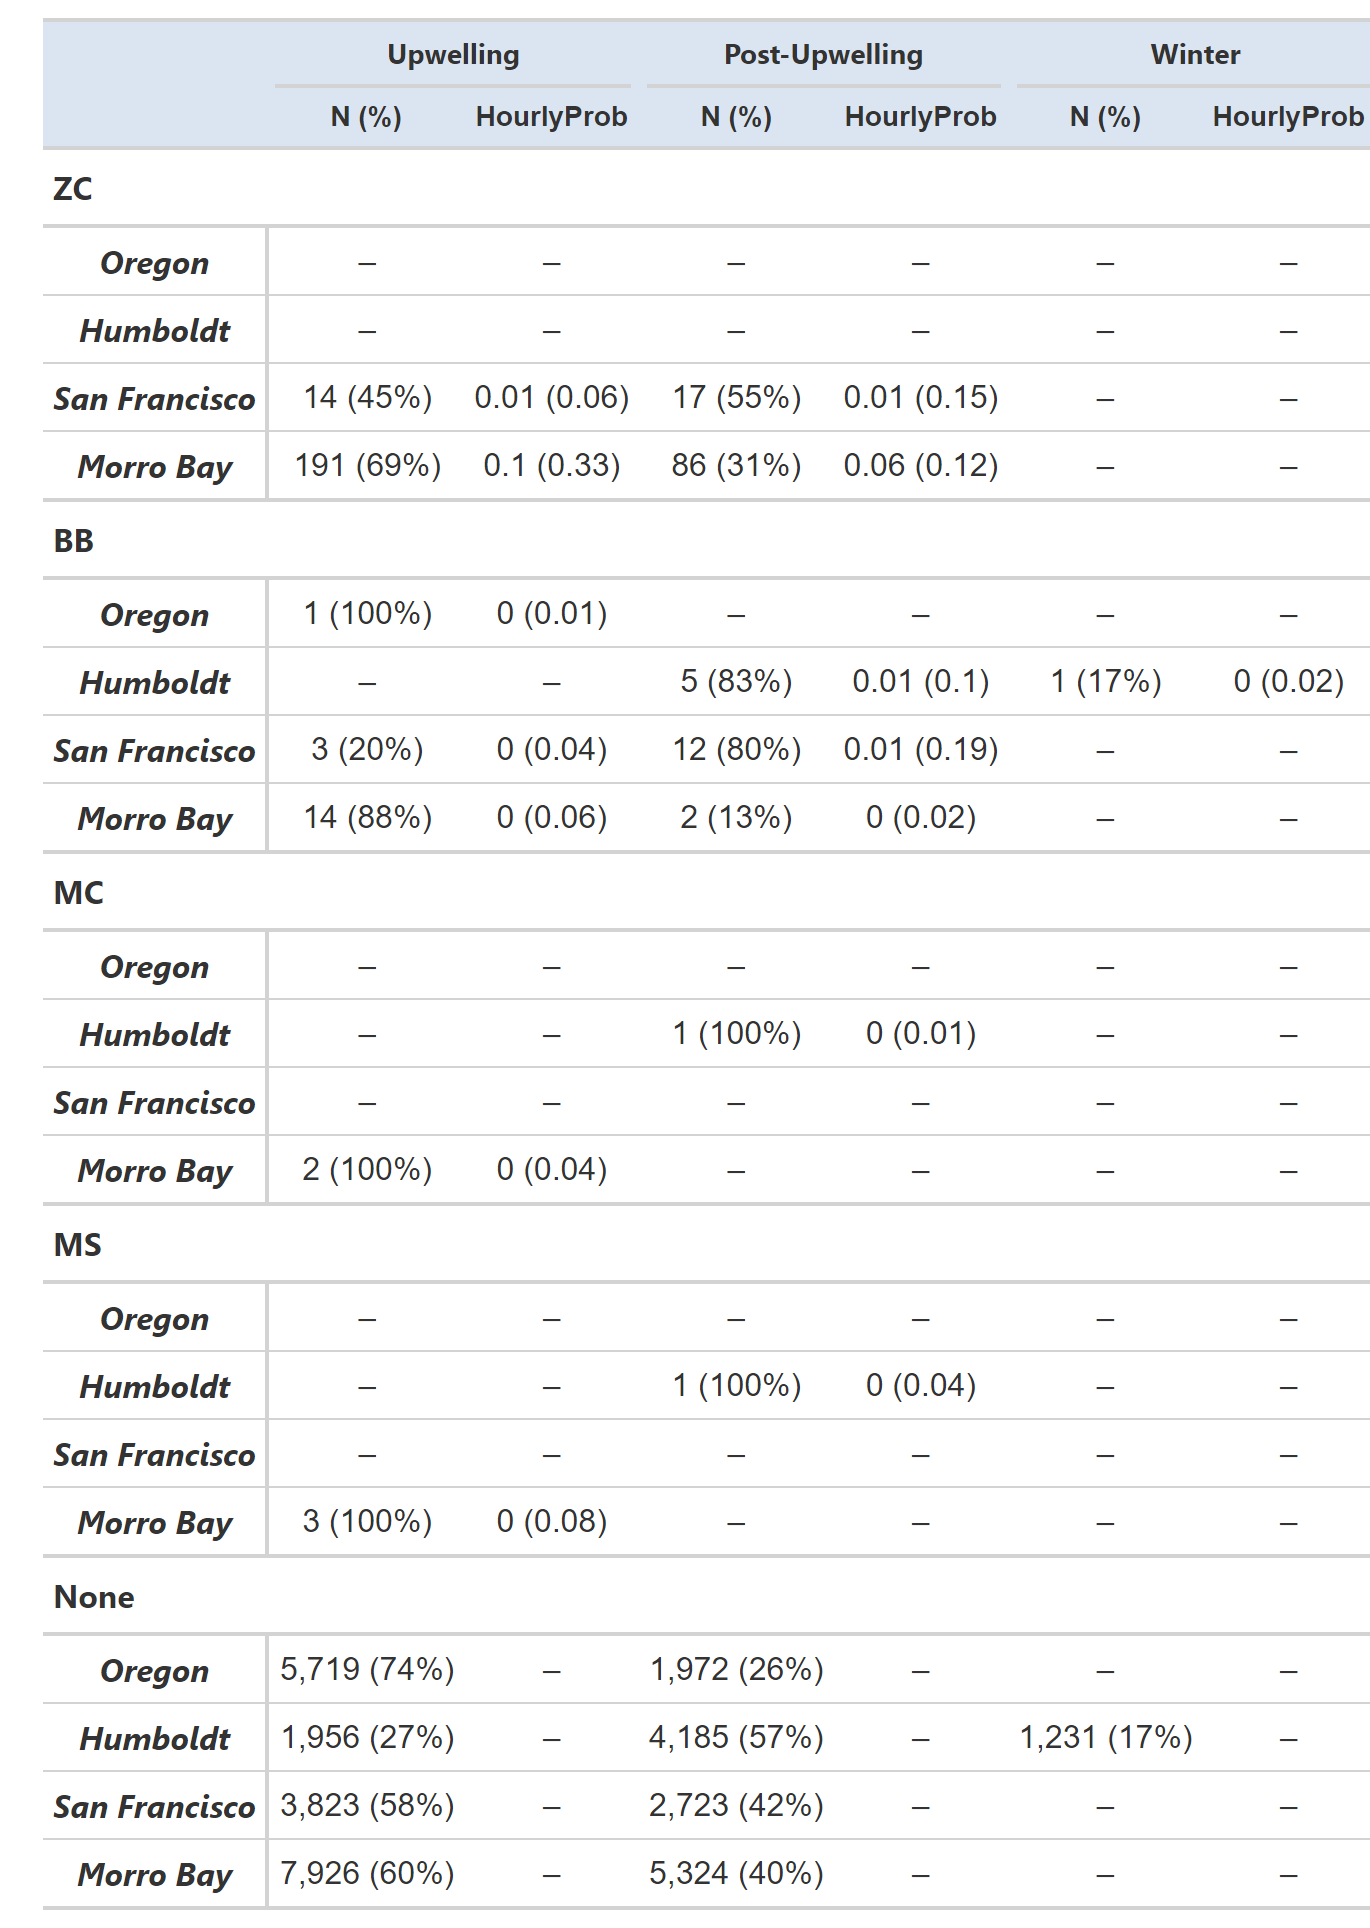 Upwelling Post-Upwelling Winter
N (%) HourlyProb N (%) HourlyProb N (%) HourlyProb
ZC
Oregon – – – – – –
Humboldt – – – – – –
San Francisco 14 (45%) 0.01 (0.06) 17 (55%) 0.01 (0.15) – –
Morro Bay 191 (69%) 0.1 (0.33) 86 (31%) 0.06 (0.12) – –
BB
Oregon 1 (100%) 0 (0.01) – – – –
Humboldt – – 5 (83%) 0.01 (0.1) 1 (17%) 0 (0.02)
San Francisco 3 (20%) 0 (0.04) 12 (80%) 0.01 (0.19) – –
Morro Bay 14 (88%) 0 (0.06) 2 (13%) 0 (0.02) – –
MC
Oregon – – – – – –
Humboldt – – 1 (100%) 0 (0.01) – –
San Francisco – – – – – –
Morro Bay 2 (100%) 0 (0.04) – – – –
MS
Oregon – – – – – –
Humboldt – – 1 (100%) 0 (0.04) – –
San Francisco – – – – – –
Morro Bay 3 (100%) 0 (0.08) – – – –
None
Oregon 5,719 (74%) – 1,972 (26%) – – –
Humboldt 1,956 (27%) – 4,185 (57%) – 1,231 (17%) –
San Francisco 3,823 (58%) – 2,723 (42%) – – –
Morro Bay 7,926 (60%) – 5,324 (40%) – – –